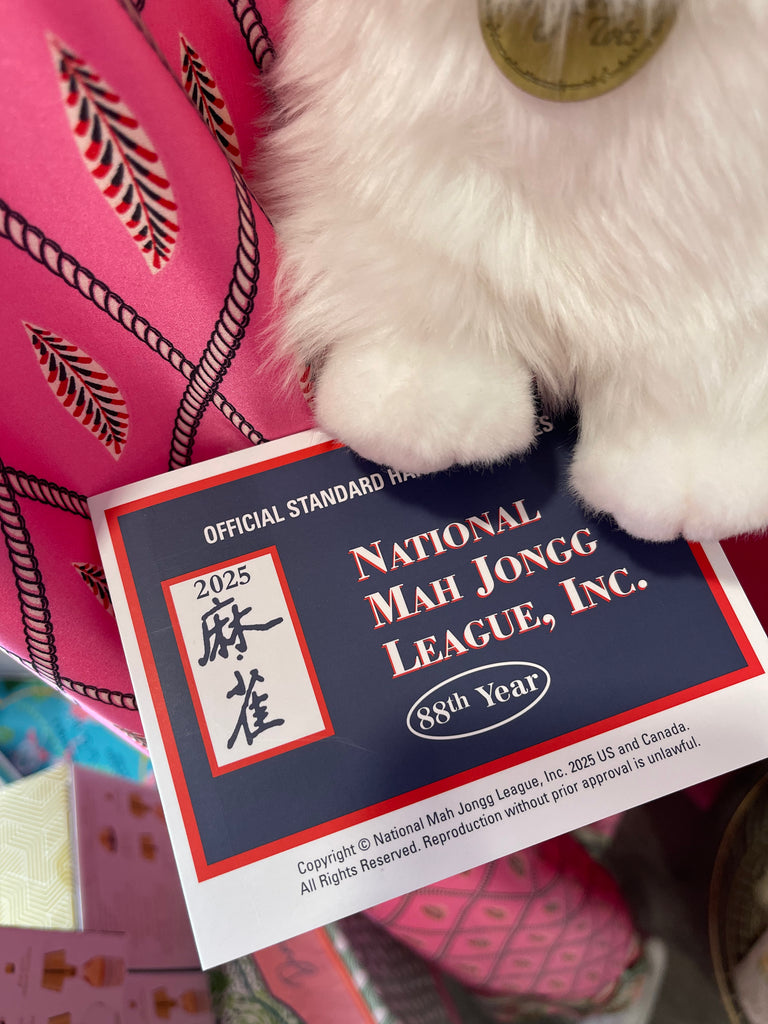 OFFICIAL STANDARD
NATIONAL
MAH JONGG
LEAGUE, INC.
88th Year
2025
麻
雀
Copyright © National Mah Jongg League, Inc. 2025 US and Canada.
All Rights Reserved. Reproduction without prior approval is unlawful.